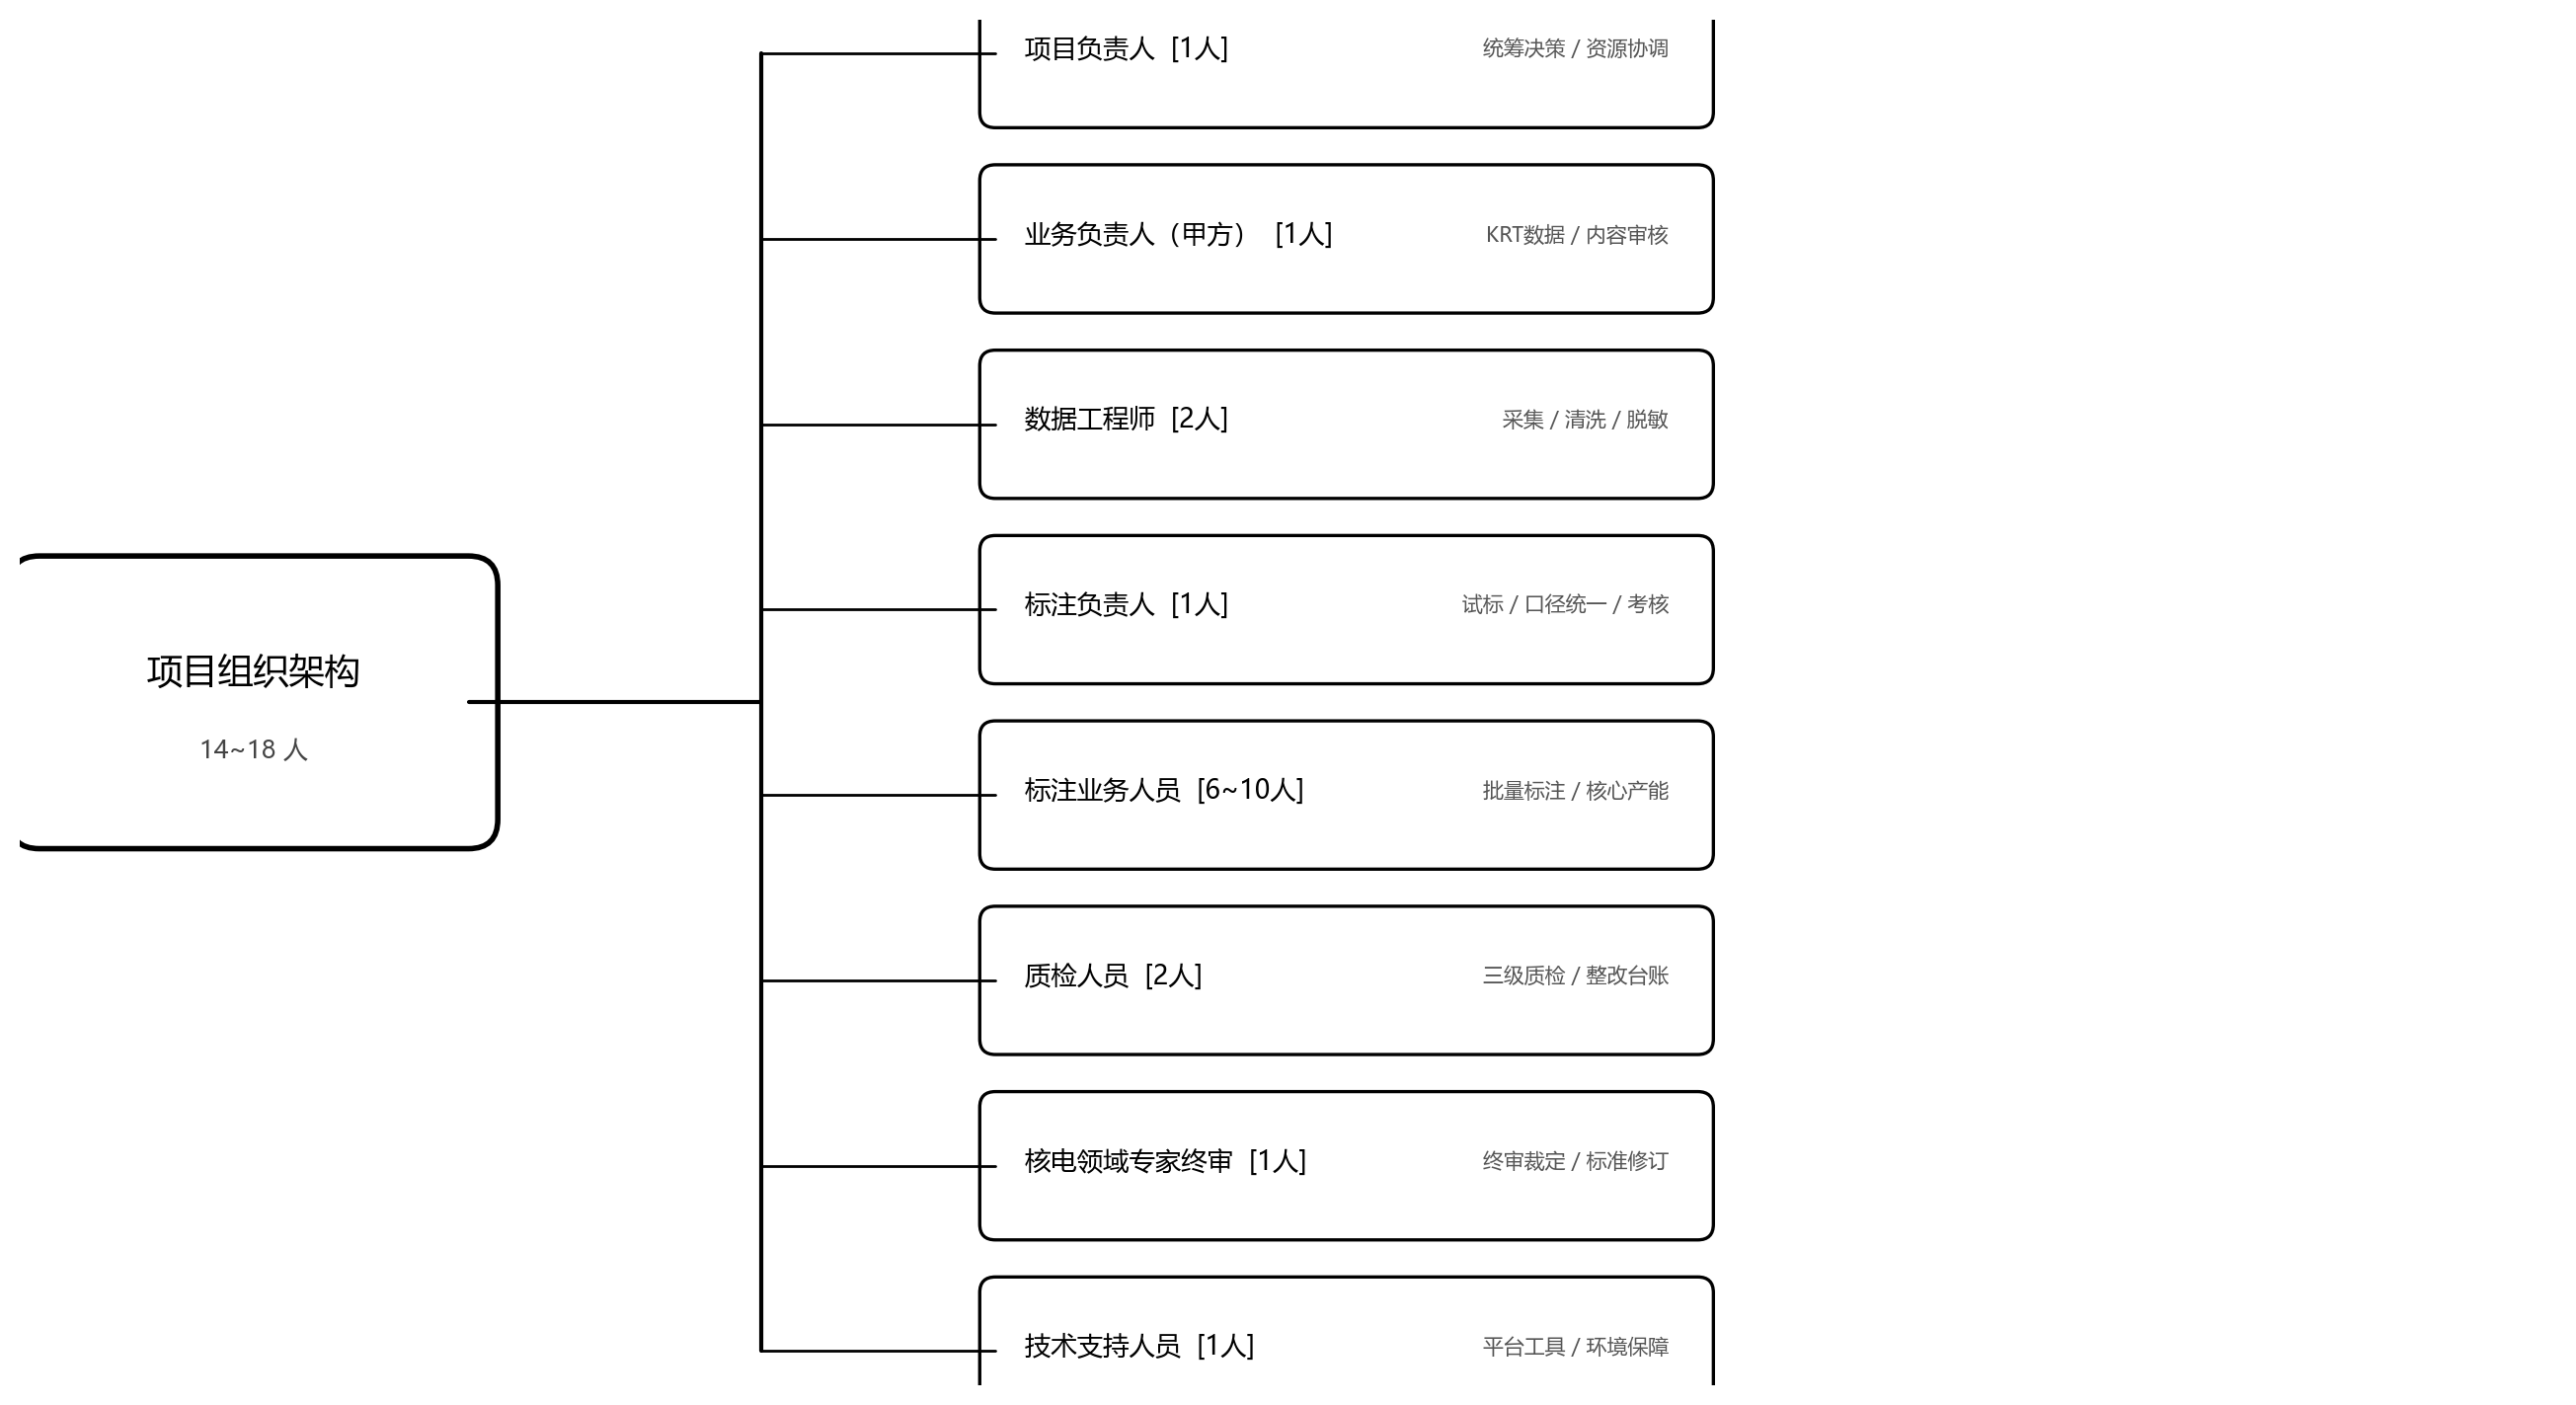 项目负责人 [1人] 统筹决策 / 资源协调
业务负责人（甲方） [1人] KRT数据 / 内容审核
数据工程师 [2人] 采集 / 清洗 / 脱敏
标注负责人 [1人] 试标 / 口径统一 / 考核
项目组织架构
14~18 人
标注业务人员 [6~10人] 批量标注 / 核心产能
质检人员 [2人] 三级质检 / 整改台账
核电领域专家终审 [1人] 终审裁定 / 标准修订
技术支持人员 [1人] 平台工具 / 环境保障